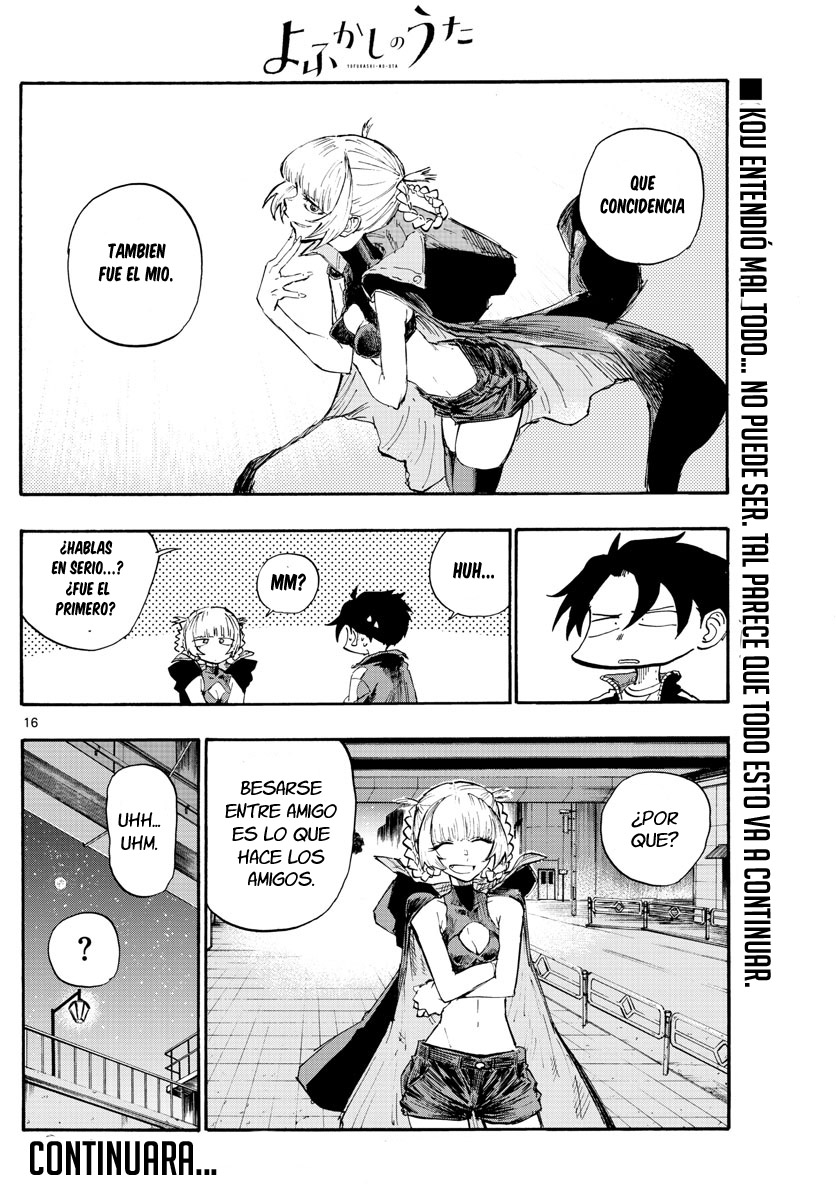 よふかしのうた
YOFUKASHI-NO-UTA
■ KOU ENTENDIÓ MAL TODO... NO PUEDE SER. TAL PARECE QUE TODO ESTO VA A CONTINUAR.
QUE
CONCIDENCIA
TAMBIEN
FUE EL MIO.
HUH...
MM?
¿HABLAS
EN SERIO...?
¿FUE EL
PRIMERO?
16
¿POR
QUE?
BESARSE
ENTRE AMIGO
ES LO QUE
HACE LOS
AMIGOS.
UHH...
UHM.
?
CONTINUARA...